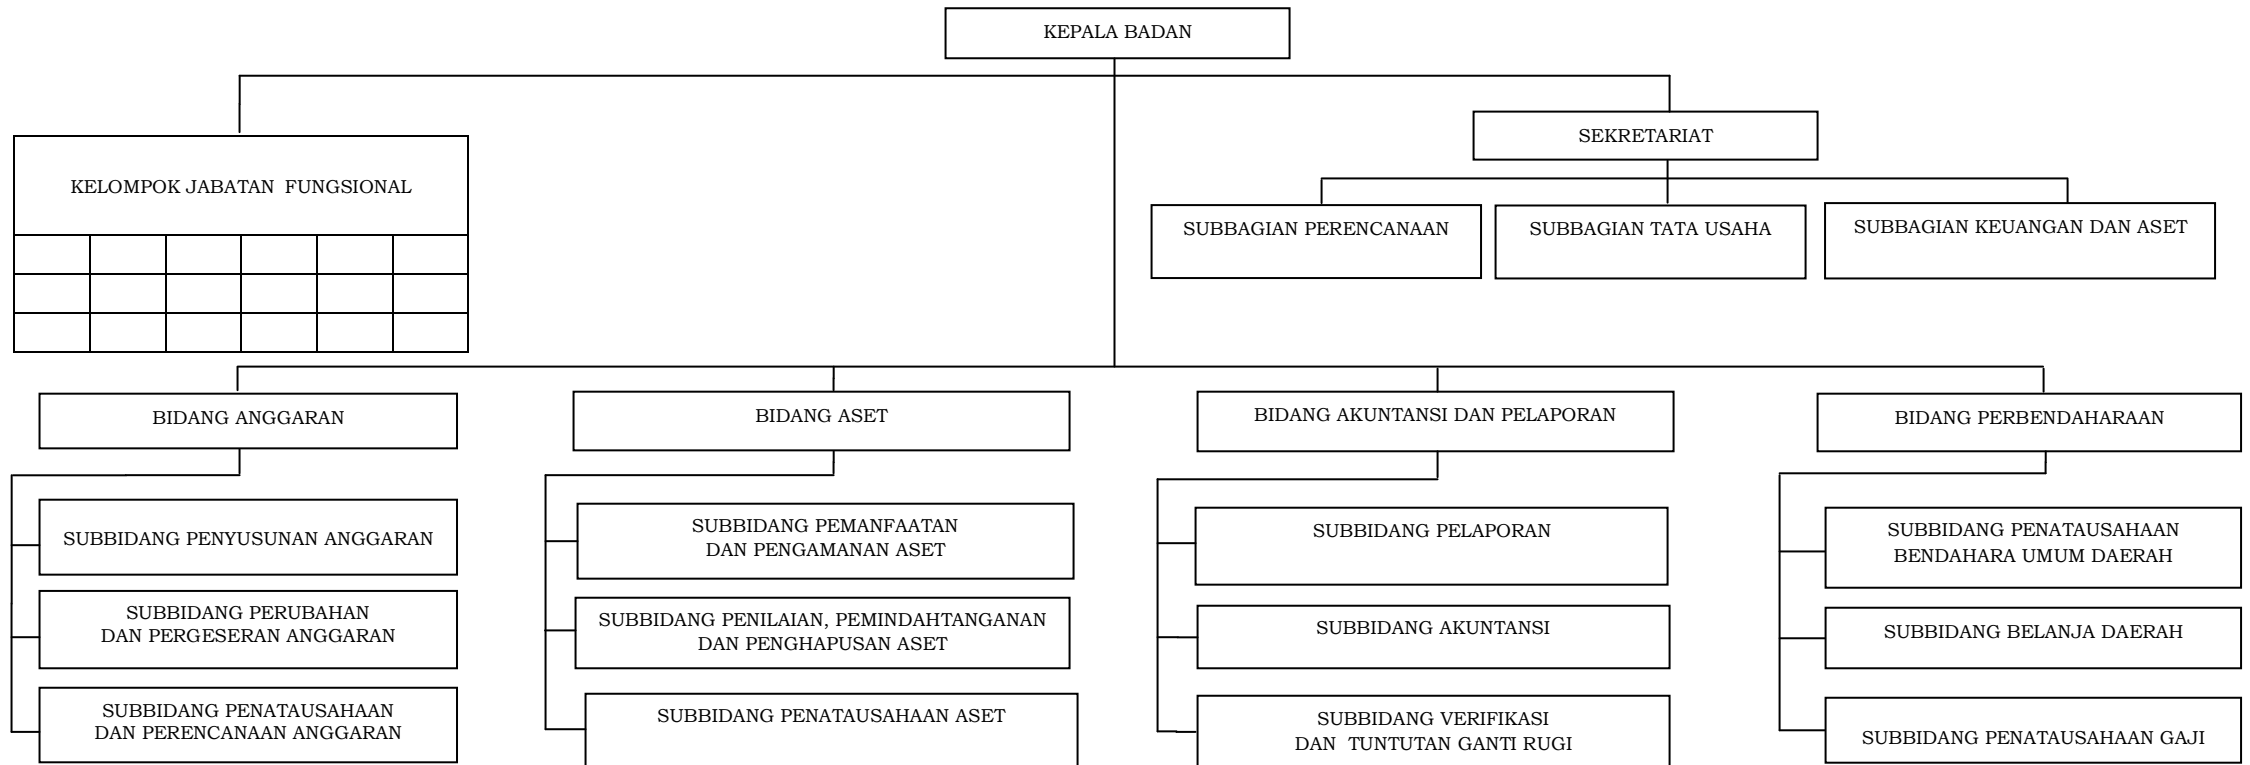 KEPALA BADAN
SEKRETARIAT
KELOMPOK JABATAN  FUNGSIONAL
SUBBAGIAN PERENCANAAN
SUBBAGIAN TATA USAHA
SUBBAGIAN KEUANGAN DAN ASET
BIDANG ANGGARAN
BIDANG ASET
BIDANG AKUNTANSI DAN PELAPORAN
BIDANG PERBENDAHARAAN
SUBBIDANG PENYUSUNAN ANGGARAN
SUBBIDANG PERUBAHAN
DAN PERGESERAN ANGGARAN
SUBBIDANG PENATAUSAHAAN
DAN PERENCANAAN ANGGARAN
SUBBIDANG PEMANFAATAN
DAN PENGAMANAN ASET
SUBBIDANG PENILAIAN, PEMINDAHTANGANAN
DAN PENGHAPUSAN ASET
SUBBIDANG PENATAUSAHAAN ASET
SUBBIDANG PELAPORAN
SUBBIDANG AKUNTANSI
SUBBIDANG VERIFIKASI
DAN  TUNTUTAN GANTI RUGI
SUBBIDANG PENATAUSAHAAN
BENDAHARA UMUM DAERAH
SUBBIDANG BELANJA DAERAH
SUBBIDANG PENATAUSAHAAN GAJI